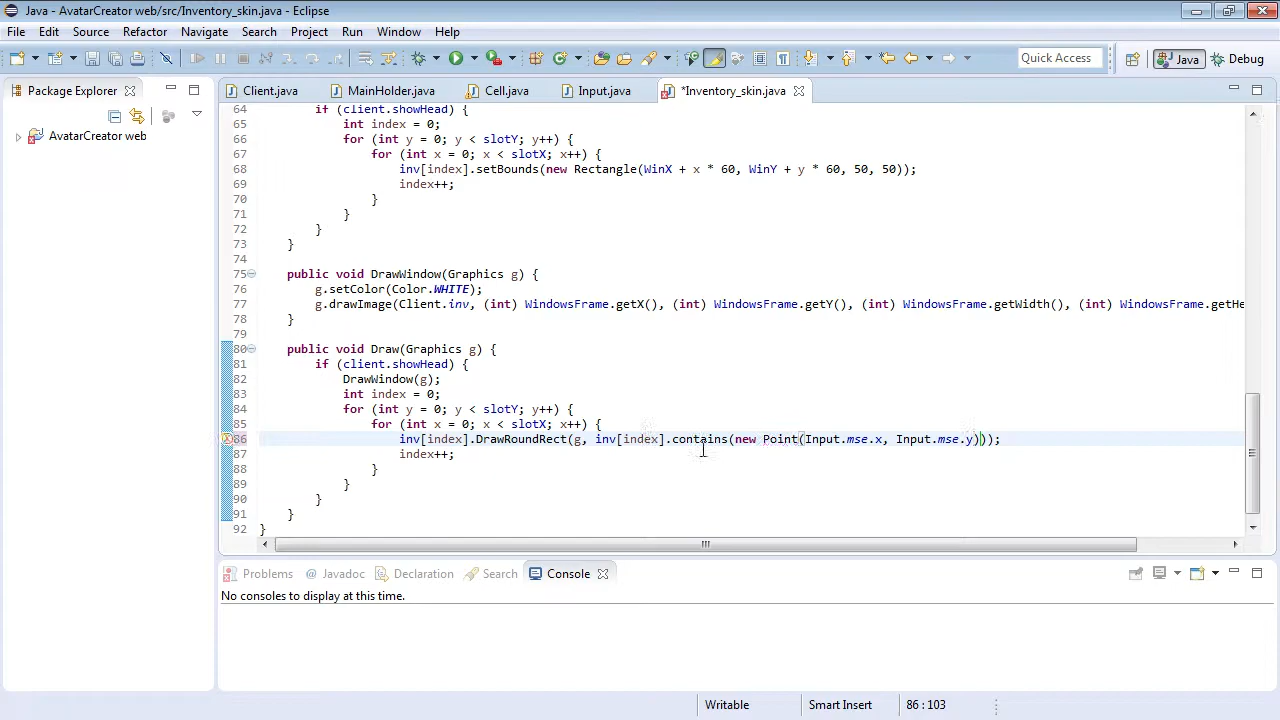 Java - AvatarCreator web/src/Inventory_skin.java - Eclipse
File Edit Source Refactor Navigate Search Project Run Window Help
Quick Access Java Debug
Package Explorer Client.java MainHolder.java Cell.java Input.java *Inventory_skin.java
AvatarCreator web
64 if (client.showHead) {
65 int index = 0;
66 for (int y = 0; y < slotY; y++) {
67 for (int x = 0; x < slotX; x++) {
68 inv[index].setBounds(new Rectangle(WinX + x * 60, WinY + y * 60, 50, 50));
69 index++;
70 }
71 }
72 }
73 }
74
75 public void DrawWindow(Graphics g) {
76 g.setColor(Color.WHITE);
77 g.drawImage(Client.inv, (int) WindowsFrame.getX(), (int) WindowsFrame.getY(), (int) WindowsFrame.getWidth(), (int) WindowsFrame.getHe
78 }
79
80 public void Draw(Graphics g) {
81 if (client.showHead) {
82 DrawWindow(g);
83 int index = 0;
84 for (int y = 0; y < slotY; y++) {
85 for (int x = 0; x < slotX; x++) {
86 inv[index].DrawRoundRect(g, inv[index].contains(new Point(Input.mse.x, Input.mse.y)));
87 index++;
88 }
89 }
90 }
91 }
92 }
Problems Javadoc Declaration Search Console
No consoles to display at this time.
Writable Smart Insert 86 : 103